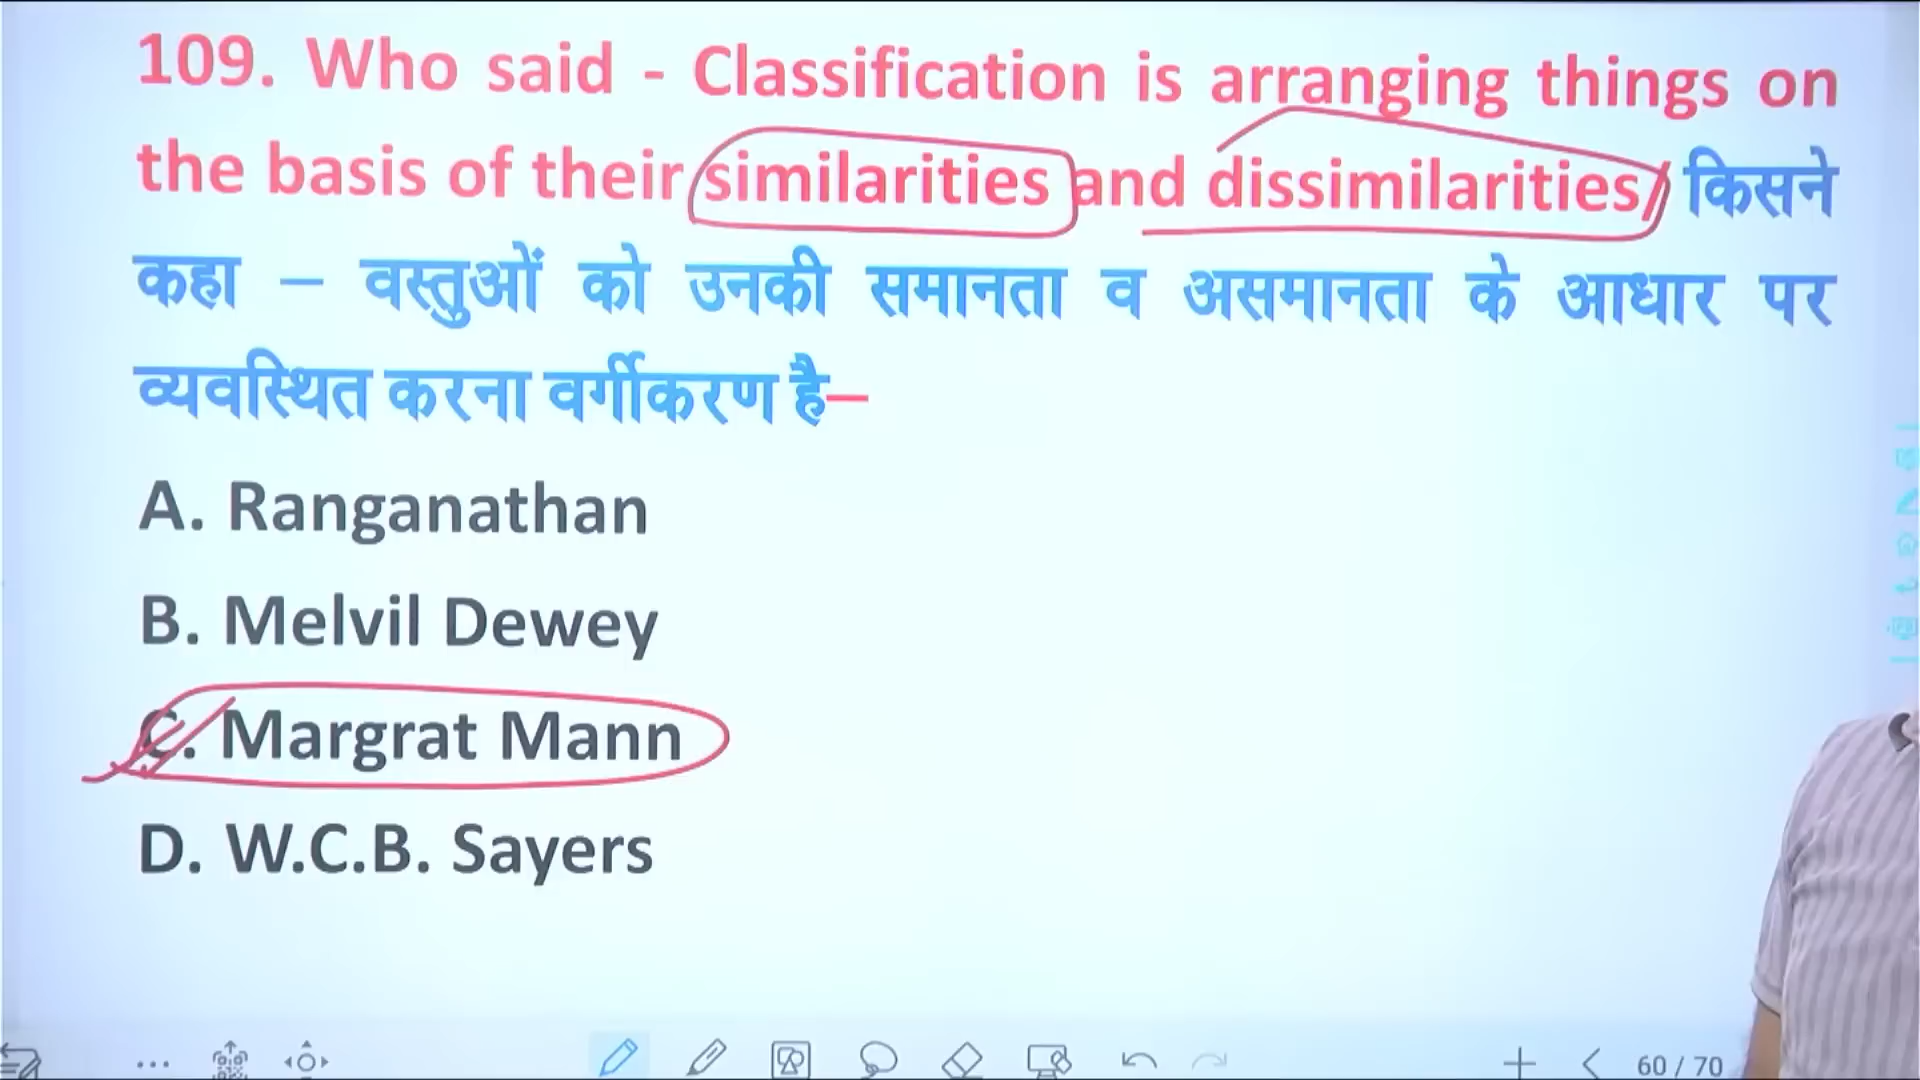 109. Who said - Classification is arranging things on
the basis of their similarities and dissimilarities/ किसने
कहा – वस्तुओं को उनकी समानता व असमानता के आधार पर
व्यवस्थित करना वर्गीकरण है–
A. Ranganathan
B. Melvil Dewey
C. Margrat Mann
D. W.C.B. Sayers
60 / 70